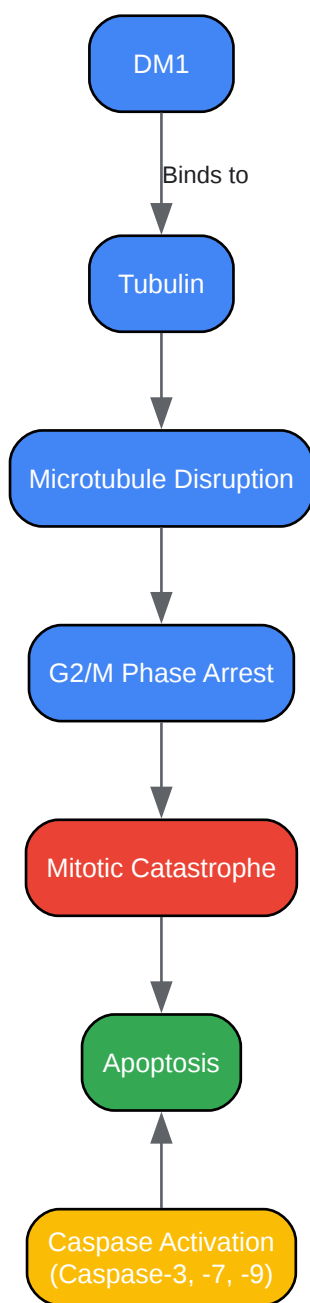 DM1
Binds to
Tubulin
Microtubule Disruption
G2/M Phase Arrest
Mitotic Catastrophe
Apoptosis
Caspase Activation
(Caspase-3, -7, -9)